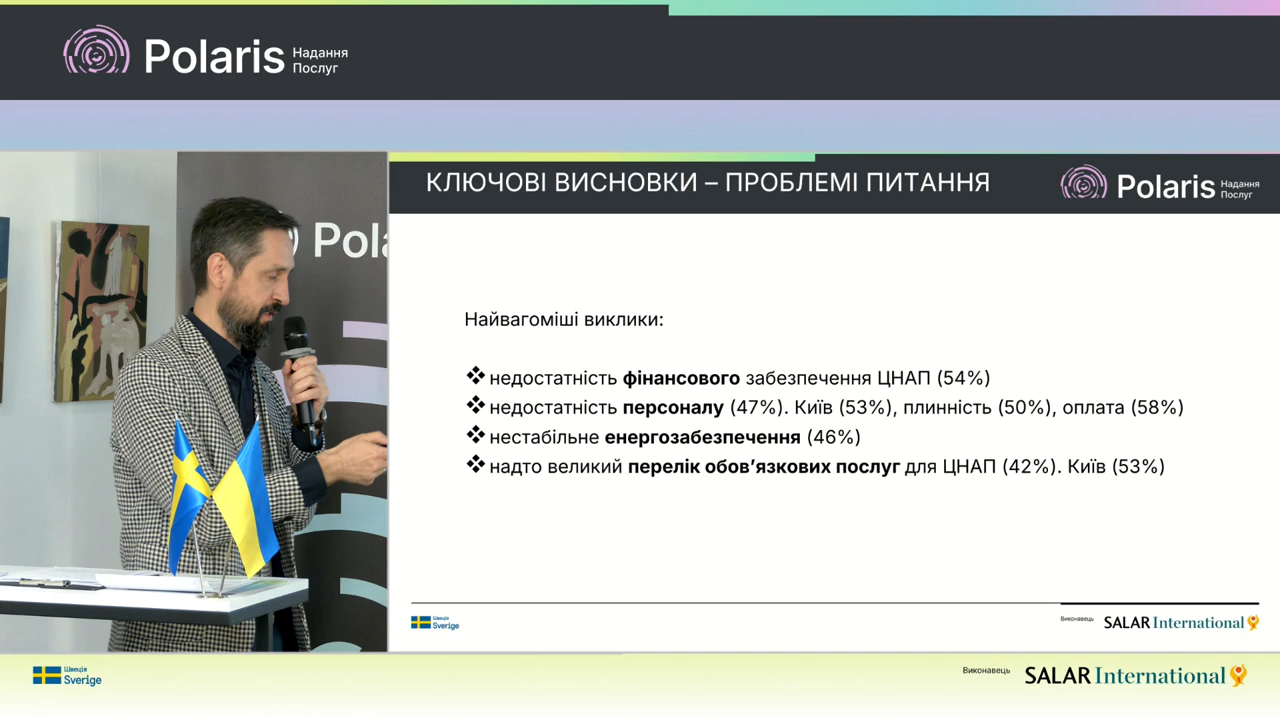 Polaris Надання
Послуг
Pola
КЛЮЧОВІ ВИСНОВКИ – ПРОБЛЕМІ ПИТАННЯ
Polaris Надання
Послуг
Найвагоміші виклики:
❖ недостатність фінансового забезпечення ЦНАП (54%)
❖ недостатність персоналу (47%). Київ (53%), плинність (50%), оплата (58%)
❖ нестабільне енергозабезпечення (46%)
❖ надто великий перелік обов’язкових послуг для ЦНАП (42%). Київ (53%)
Швеція
Sverige
Виконавець SALAR International
Швеція
Sverige
Виконавець SALAR International